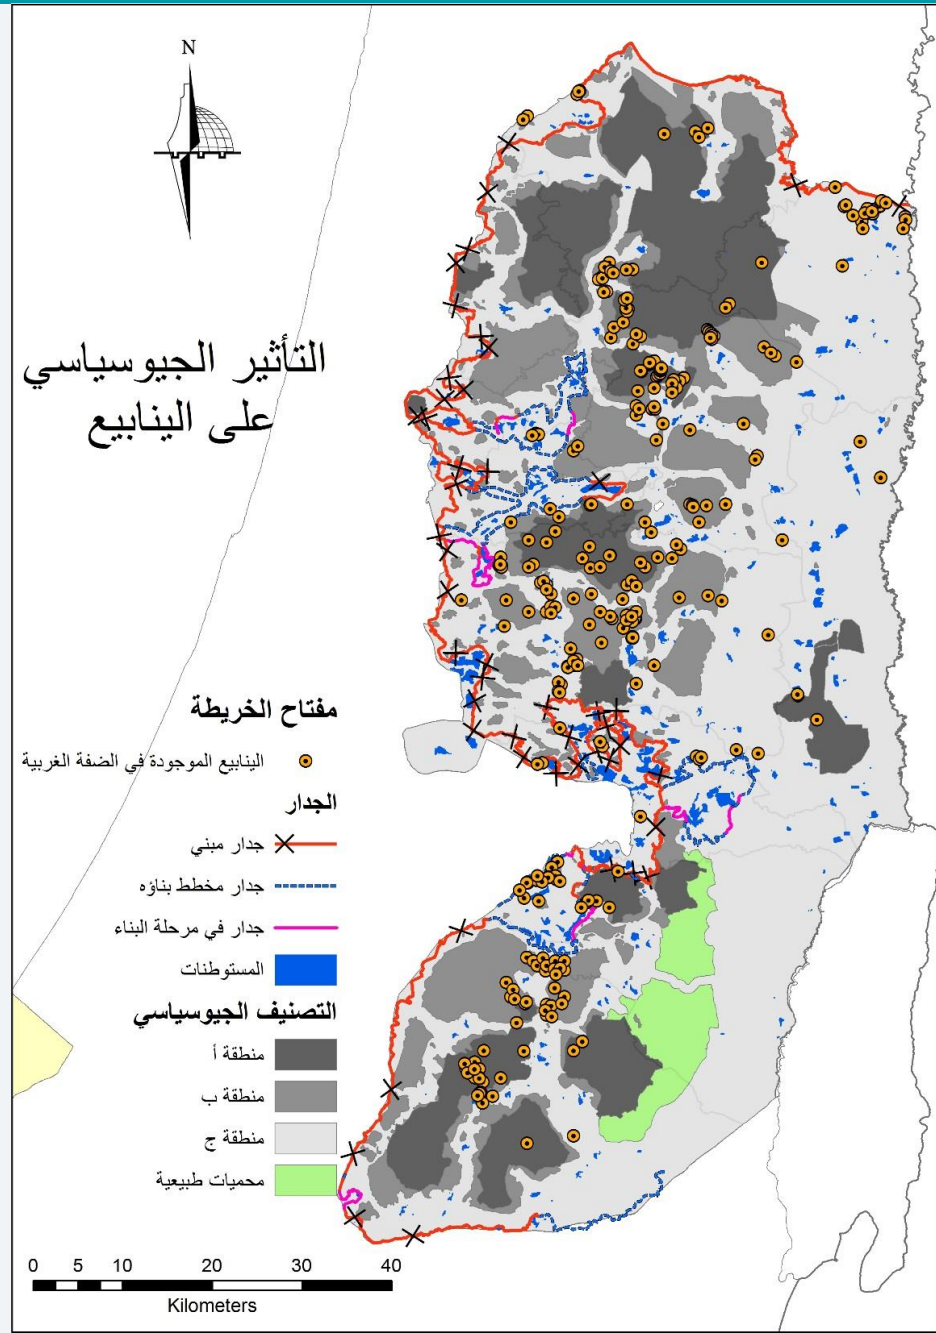 N
التأثير الجيوسياسي
على الينابيع
مفتاح الخريطة
الينابيع الموجودة في الضفة الغربية
الجدار
جدار مبني
جدار مخطط بناؤه
جدار في مرحلة البناء
المستوطنات
التصنيف الجيوسياسي
منطقة أ
منطقة ب
منطقة ج
محميات طبيعية
0 5 10 20 30 40
Kilometers